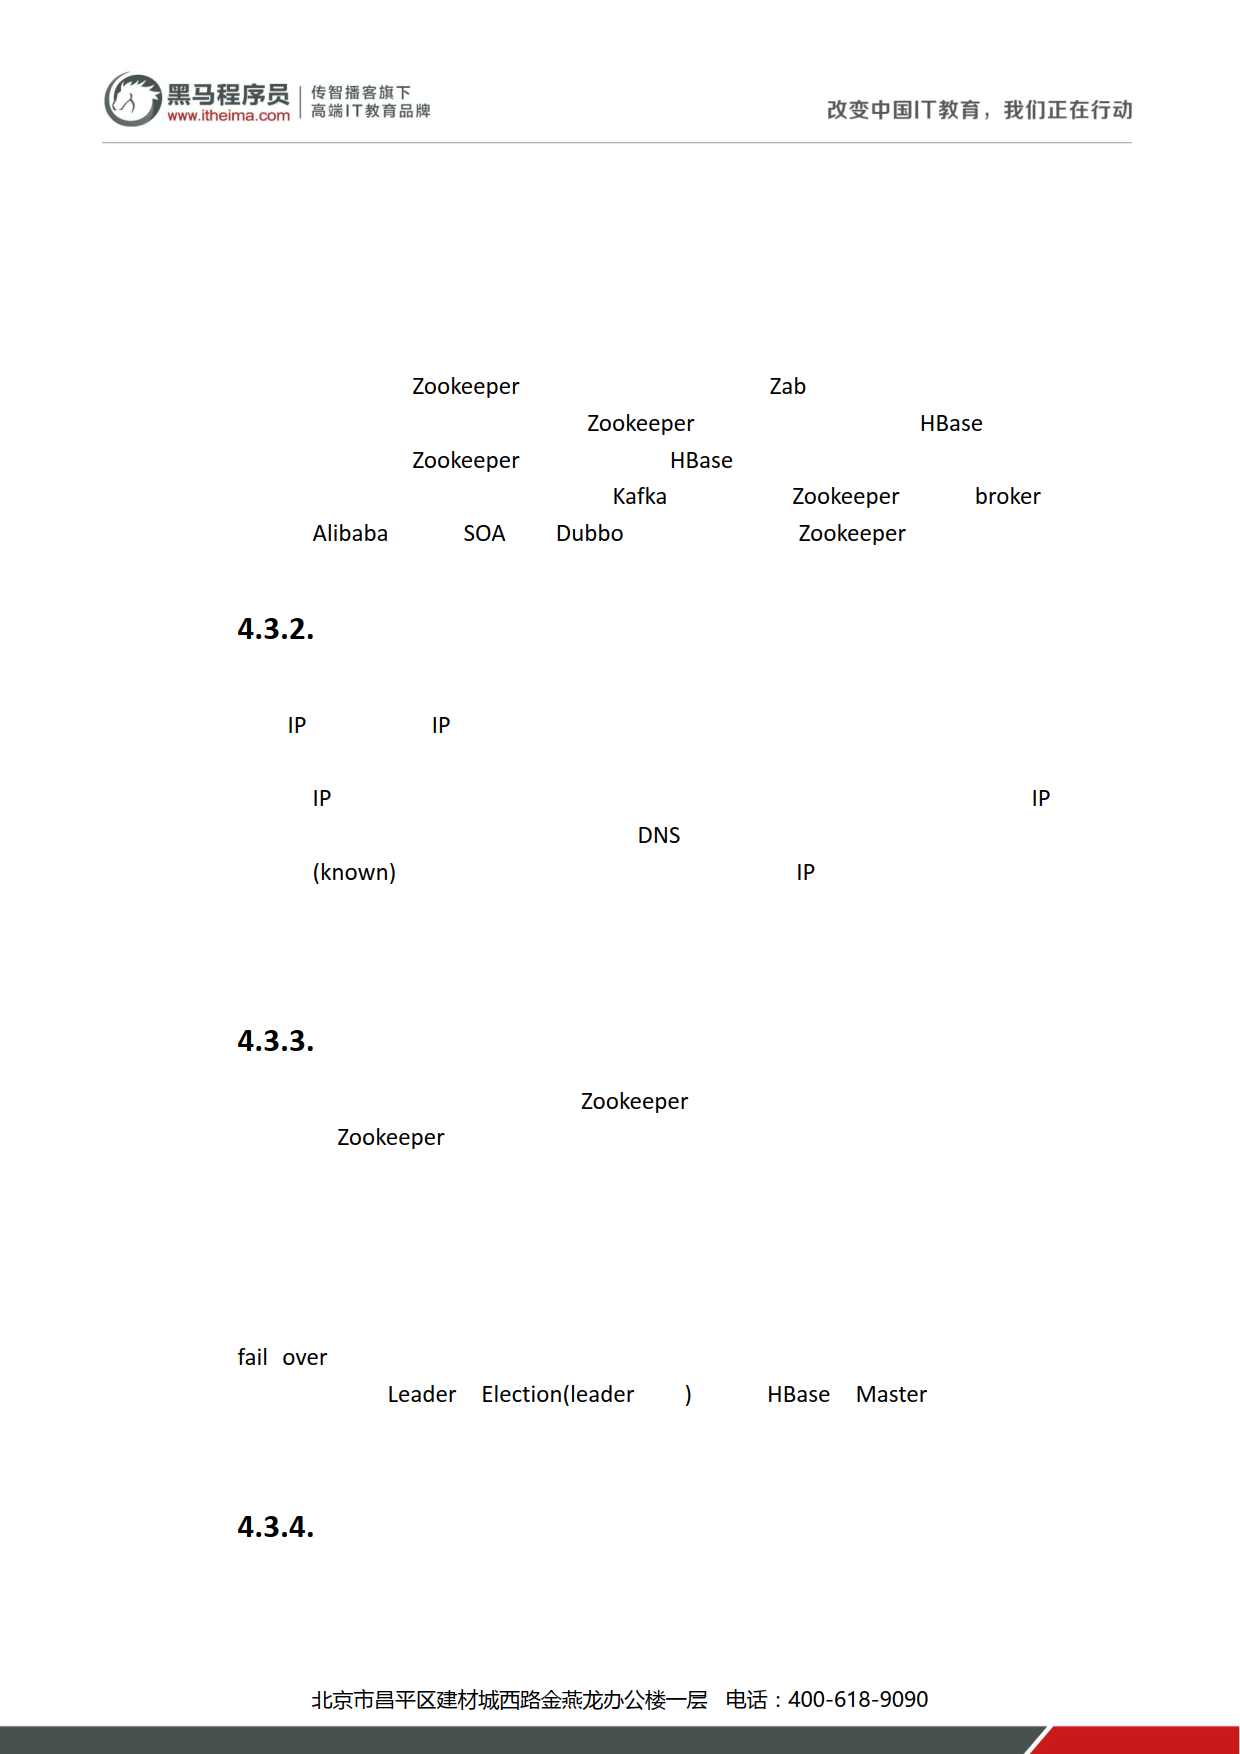 黑马程序员
www.itheima.com
传智播客旗下
高端IT教育品牌
改变中国IT教育，我们正在行动
Zookeeper Zab
Zookeeper HBase
Zookeeper HBase
Kafka Zookeeper broker
Alibaba SOA Dubbo Zookeeper
4.3.2.
IP IP
IP IP
DNS
(known) IP
4.3.3.
Zookeeper
Zookeeper
fail over
Leader Election(leader ) HBase Master
4.3.4.
北京市昌平区建材城西路金燕龙办公楼一层 电话：400-618-9090